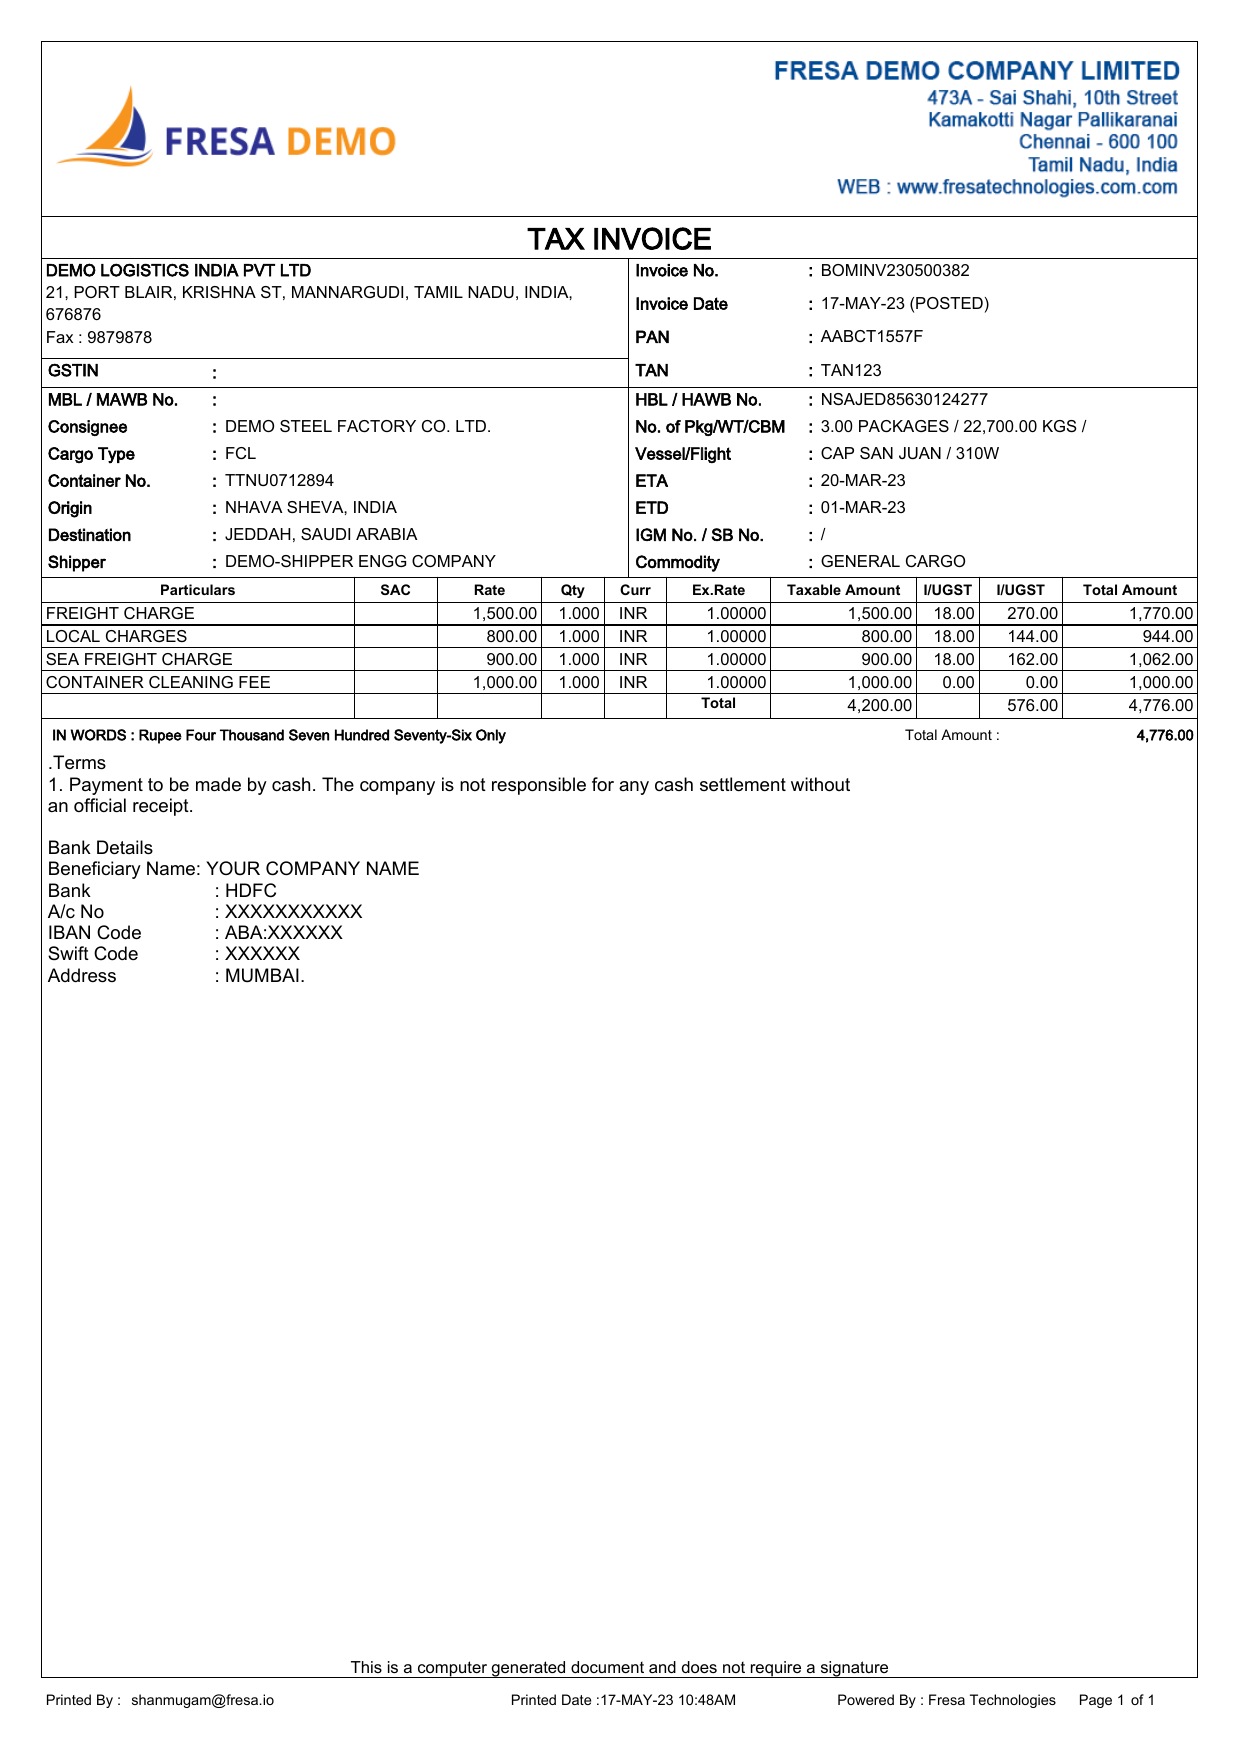 FRESA DEMO
FRESA DEMO COMPANY LIMITED
473A - Sai Shahi, 10th Street
Kamakotti Nagar Pallikaranai
Chennai - 600 100
Tamil Nadu, India
WEB : www.fresatechnologies.com.com
TAX INVOICE
DEMO LOGISTICS INDIA PVT LTD
21, PORT BLAIR, KRISHNA ST, MANNARGUDI, TAMIL NADU, INDIA,
676876
Fax : 9879878
GSTIN :
Invoice No. : BOMINV230500382
Invoice Date : 17-MAY-23 (POSTED)
PAN : AABCT1557F
TAN : TAN123
MBL / MAWB No. :
Consignee : DEMO STEEL FACTORY CO. LTD.
Cargo Type : FCL
Container No. : TTNU0712894
Origin : NHAVA SHEVA, INDIA
Destination : JEDDAH, SAUDI ARABIA
Shipper : DEMO-SHIPPER ENGG COMPANY
HBL / HAWB No. : NSAJED85630124277
No. of Pkg/WT/CBM : 3.00 PACKAGES / 22,700.00 KGS /
Vessel/Flight : CAP SAN JUAN / 310W
ETA : 20-MAR-23
ETD : 01-MAR-23
IGM No. / SB No. : /
Commodity : GENERAL CARGO
Particulars SAC Rate Qty Curr Ex.Rate Taxable Amount I/UGST I/UGST Total Amount
FREIGHT CHARGE 1,500.00 1.000 INR 1.00000 1,500.00 18.00 270.00 1,770.00
LOCAL CHARGES 800.00 1.000 INR 1.00000 800.00 18.00 144.00 944.00
SEA FREIGHT CHARGE 900.00 1.000 INR 1.00000 900.00 18.00 162.00 1,062.00
CONTAINER CLEANING FEE 1,000.00 1.000 INR 1.00000 1,000.00 0.00 0.00 1,000.00
Total 4,200.00 576.00 4,776.00
IN WORDS : Rupee Four Thousand Seven Hundred Seventy-Six Only Total Amount : 4,776.00
.Terms
1. Payment to be made by cash. The company is not responsible for any cash settlement without
an official receipt.
Bank Details
Beneficiary Name: YOUR COMPANY NAME
Bank : HDFC
A/c No : XXXXXXXXXXX
IBAN Code : ABA:XXXXXX
Swift Code : XXXXXX
Address : MUMBAI.
This is a computer generated document and does not require a signature
Printed By : shanmugam@fresa.io Printed Date :17-MAY-23 10:48AM Powered By : Fresa Technologies Page 1 of 1